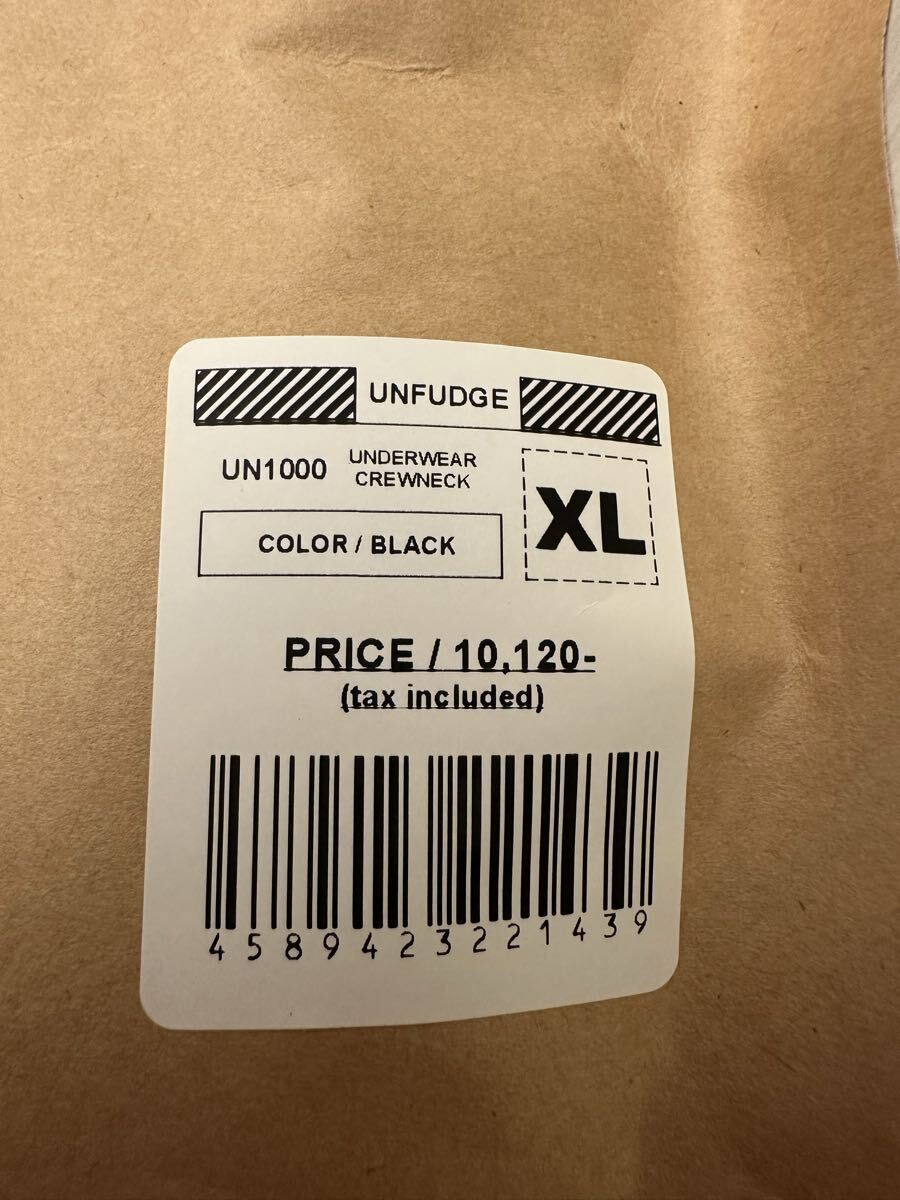 UNFUDGE
UN1000
UNDERWEAR
CREWNECK
XL
COLOR / BLACK
PRICE / 10,120-
(tax included)
4589423221439